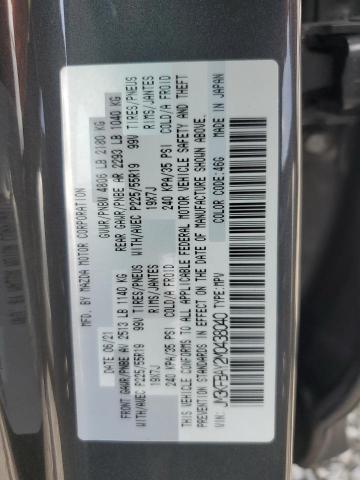 MFD. BY MAZDA MOTOR CORPORATION
DATE 06/21 GVWR/PNBV 4806 LB 2180 KG
FRONT GAWR/PNBE AV 2513 LB 1140 KG REAR GAWR/PNBE AR 2293 LB 1040 KG
WITH/AVEC P225/55R19 99V TIRES/PNEUS WITH/AVEC P225/55R19 99V TIRES/PNEUS
19X7J RIMS/JANTES 19X7J RIMS/JANTES
240 KPA/35 PSI COLD/A FROID 240 KPA/35 PSI COLD/A FROID
THIS VEHICLE CONFORMS TO ALL APPLICABLE FEDERAL MOTOR VEHICLE SAFETY AND THEFT
PREVENTION STANDARDS IN EFFECT ON THE DATE OF MANUFACTURE SHOWN ABOVE.
VIN: JM3KFBAY2M0438040 TYPE:MPV COLOR CODE:46G MADE IN JAPAN